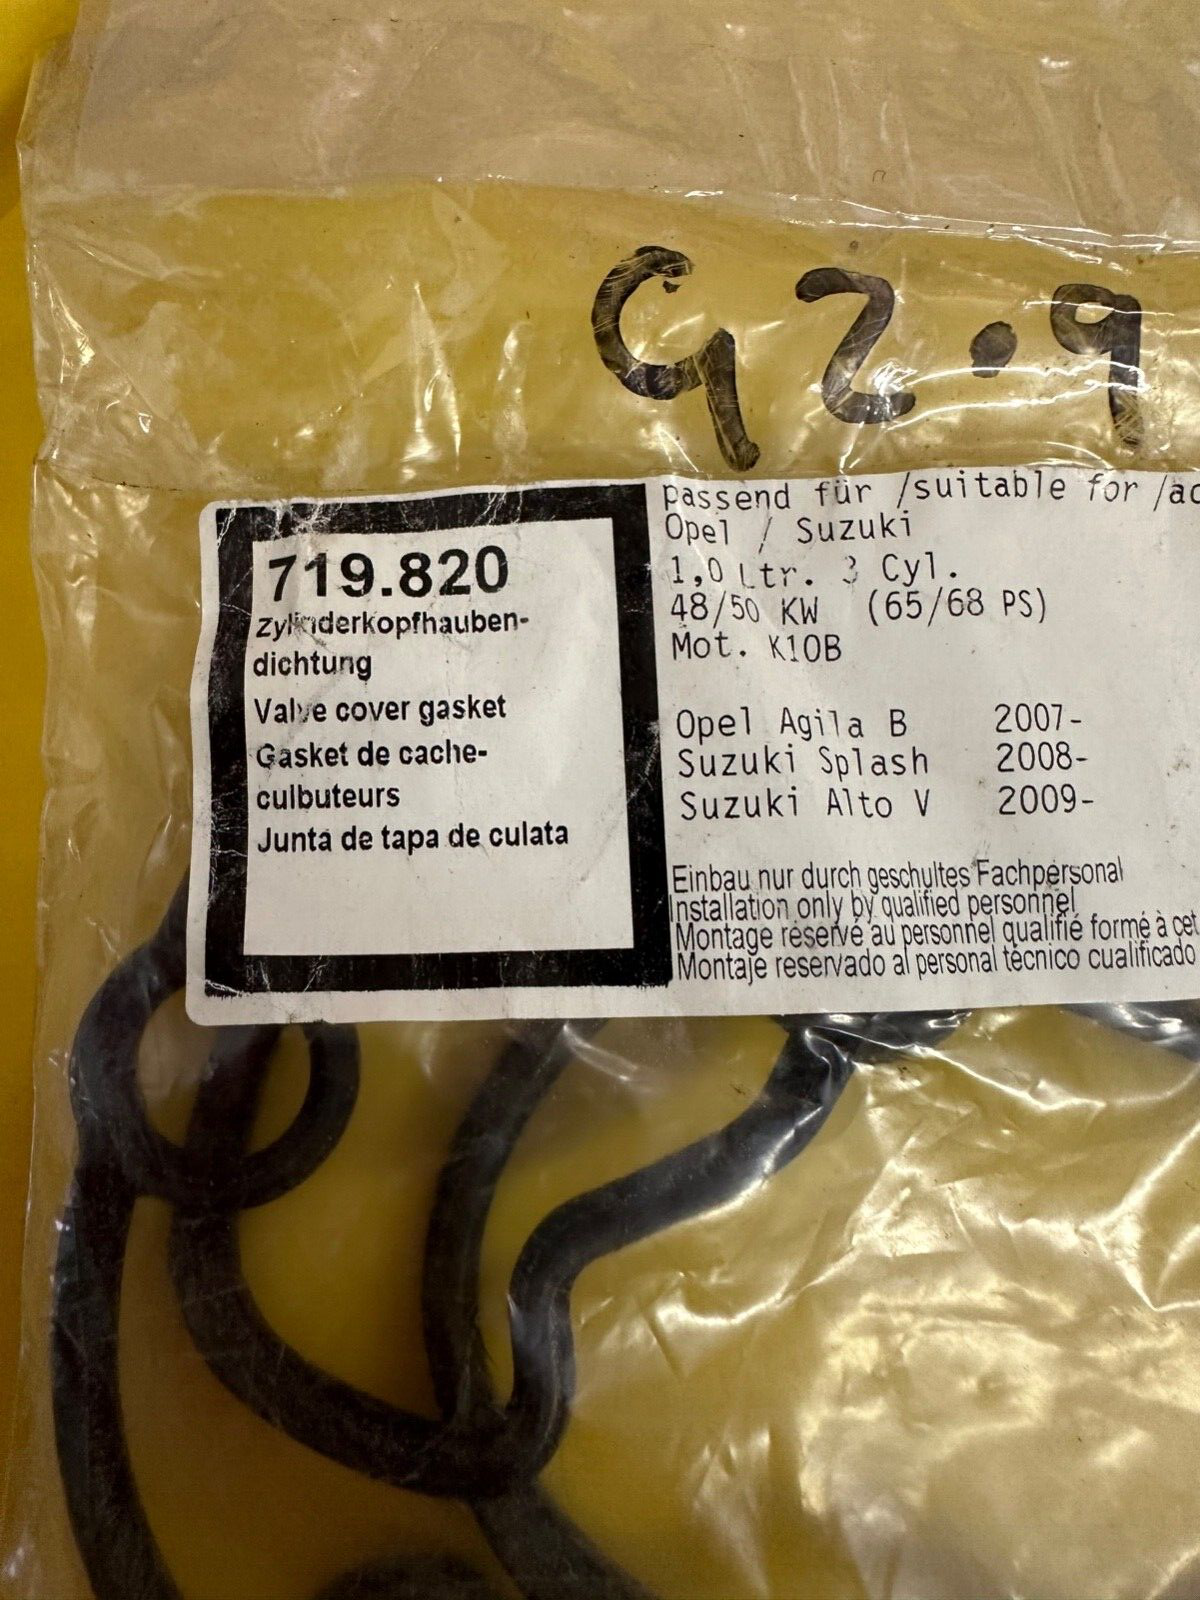 92.9
719.820
Zylinderkopfhauben-
dichtung
Valve cover gasket
Gasket de cache-
culbuteurs
Junta de tapa de culata
passend für /suitable for /
Opel / Suzuki
1,0 Ltr. 3 Cyl.
48/50 KW (65/68 PS)
Mot. K10B
Opel Agila B 2007-
Suzuki Splash 2008-
Suzuki Alto V 2009-
Einbau nur durch geschultes Fachpersonal
Installation only by qualified personnel
Montage réservé au personnel qualifié formé à cet
Montaje reservado al personal técnico cualificado